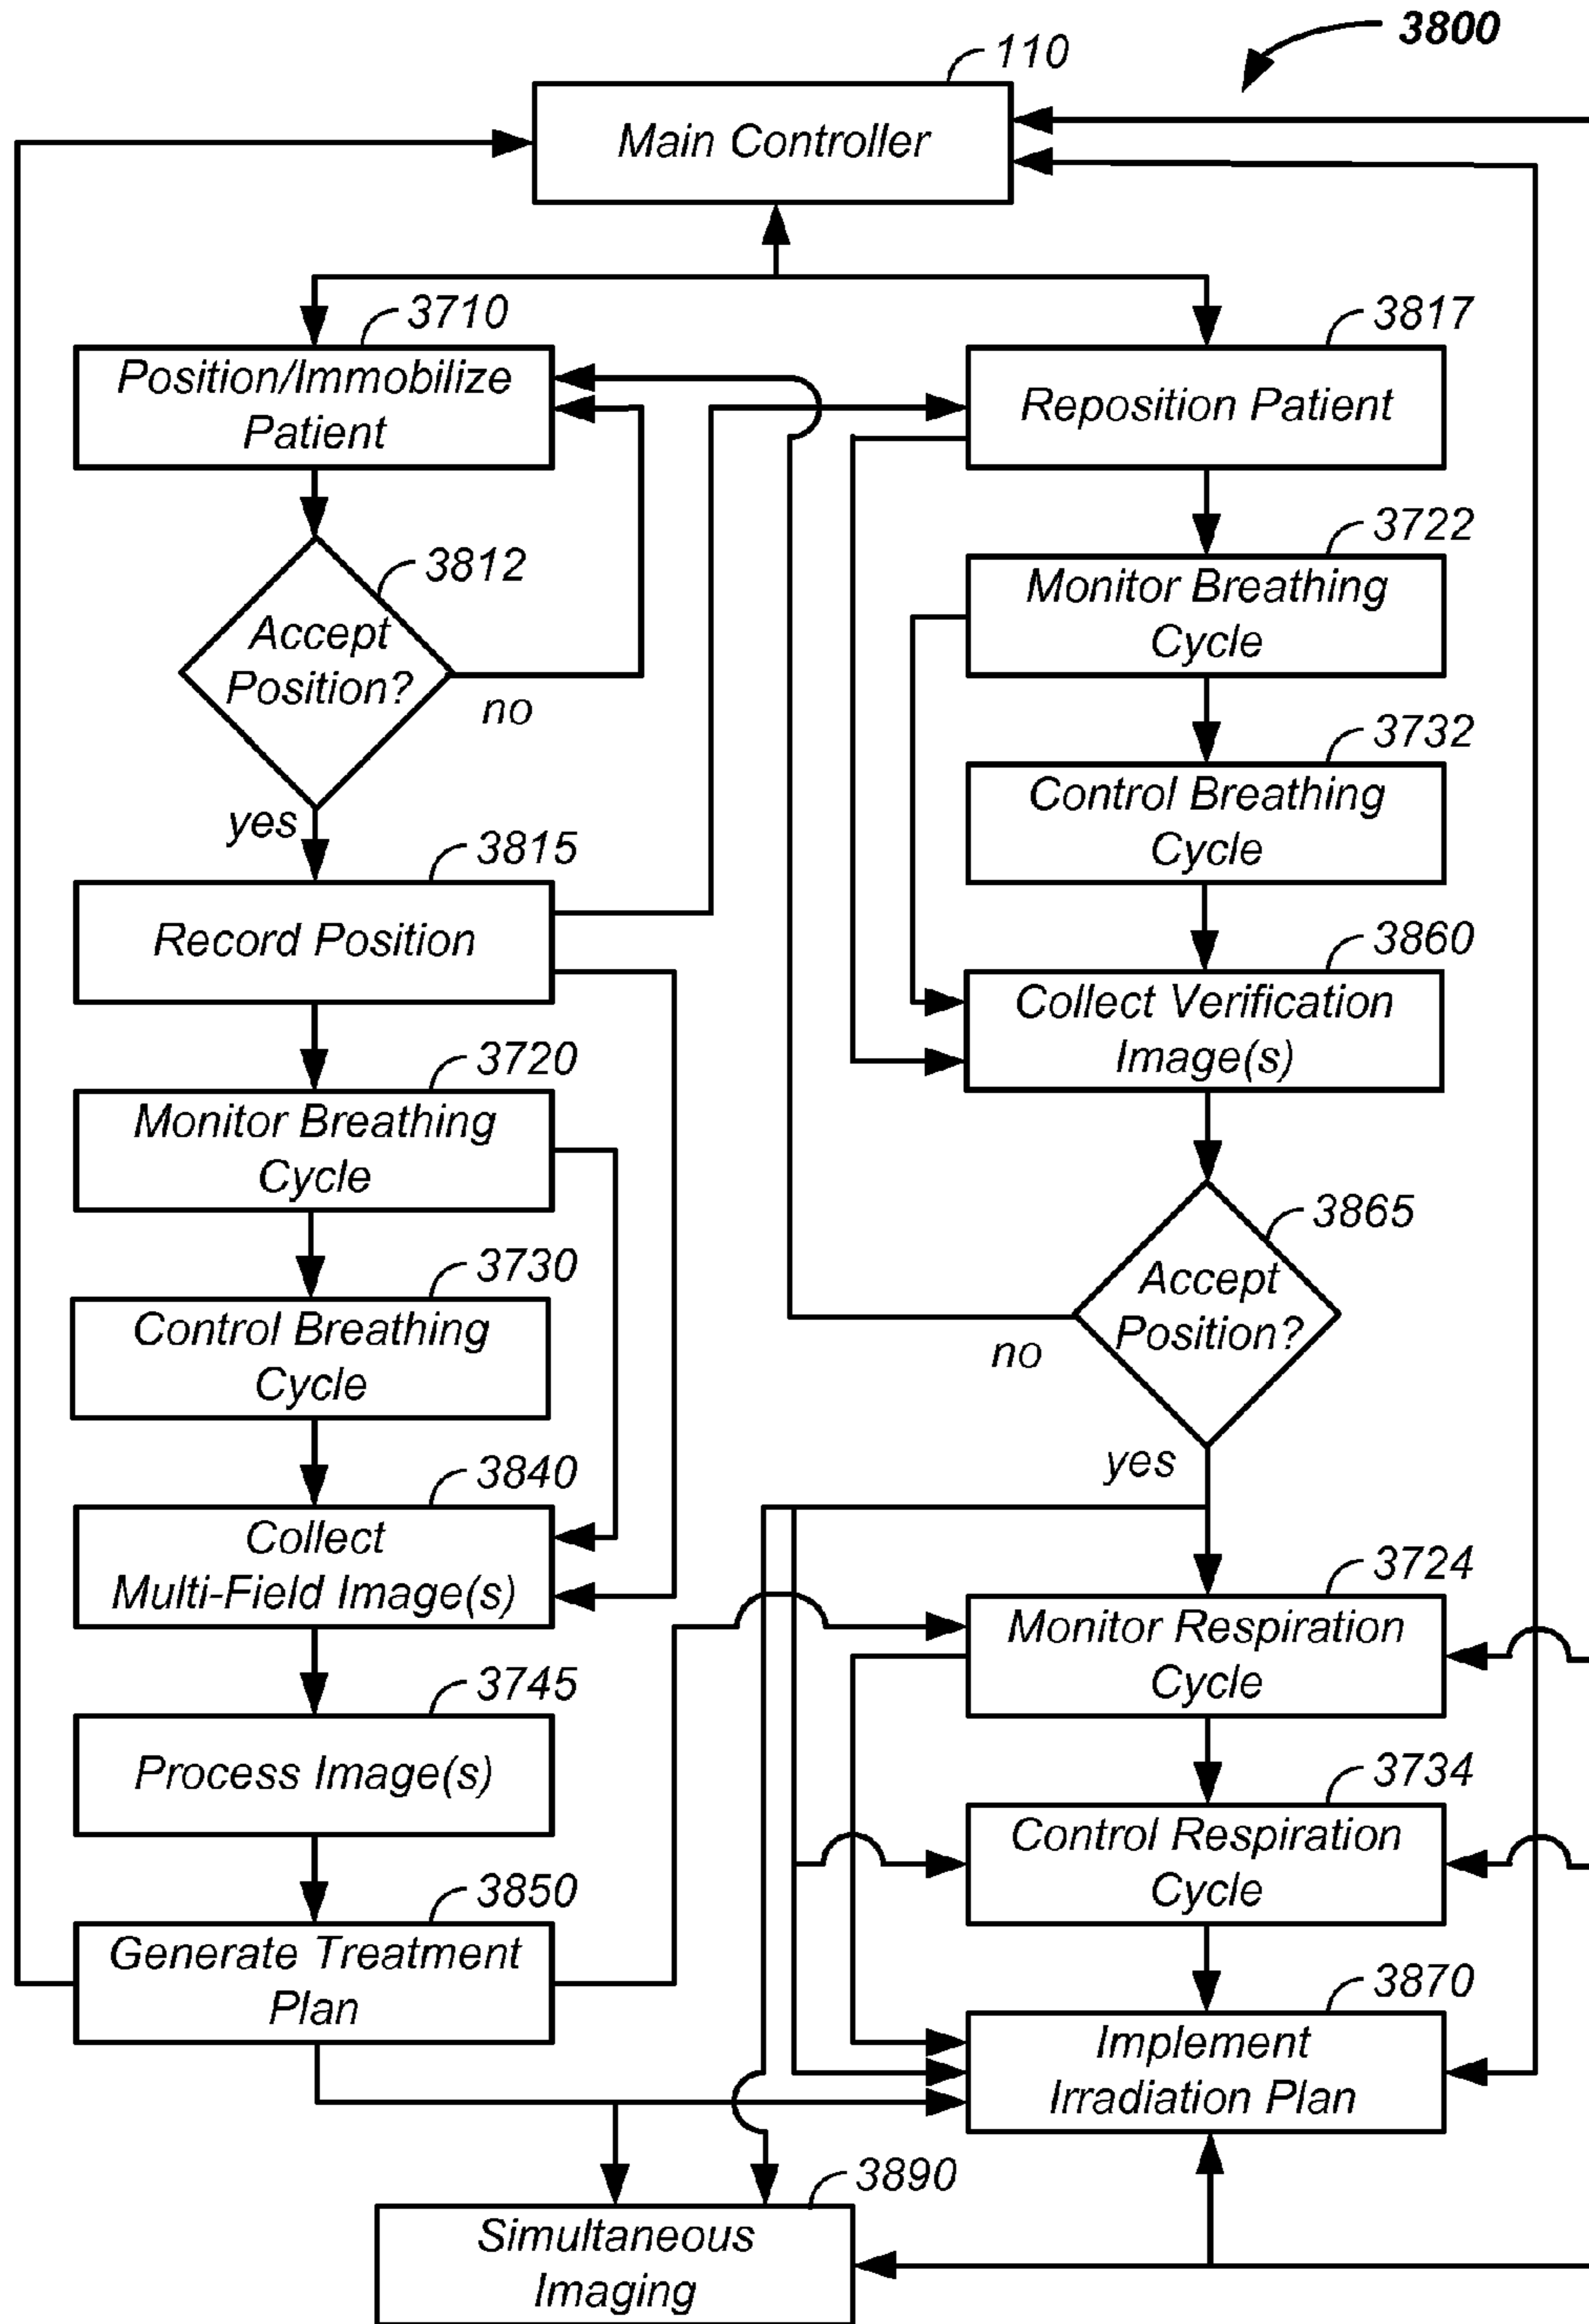 3800
110
Main Controller
3710
Position/Immobilize
Patient
3817
Reposition Patient
3812
Accept
Position?
no
yes
3722
Monitor Breathing
Cycle
3732
Control Breathing
Cycle
3815
Record Position
3860
Collect Verification
Image(s)
3720
Monitor Breathing
Cycle
3865
Accept
Position?
no
yes
3730
Control Breathing
Cycle
3840
Collect
Multi-Field Image(s)
3724
Monitor Respiration
Cycle
3745
Process Image(s)
3734
Control Respiration
Cycle
3850
Generate Treatment
Plan
3870
Implement
Irradiation Plan
3890
Simultaneous
Imaging